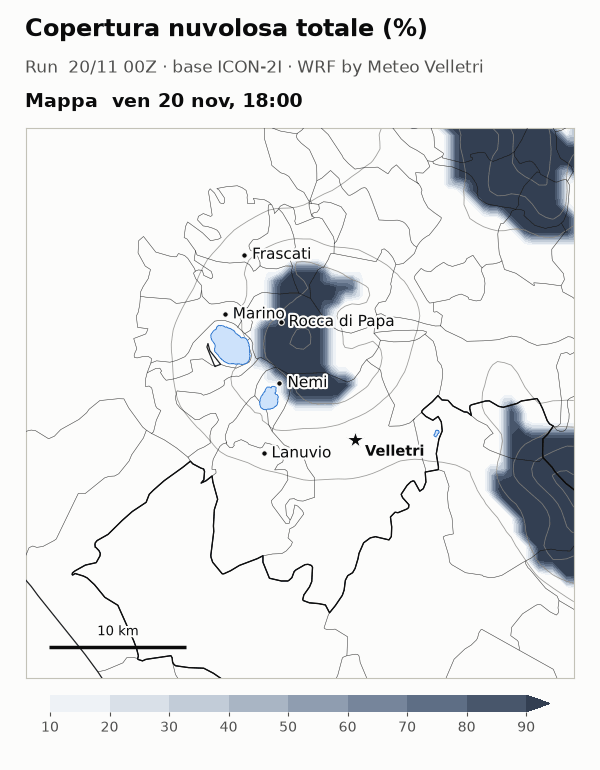 Copertura nuvolosa totale (%)
Run  20/11 00Z · base ICON-2I · WRF by Meteo Velletri
Mappa  ven 20 nov, 18:00
Frascati
Marino
Rocca di Papa
Nemi
Velletri
Lanuvio
10 km
10 20 30 40 50 60 70 80 90